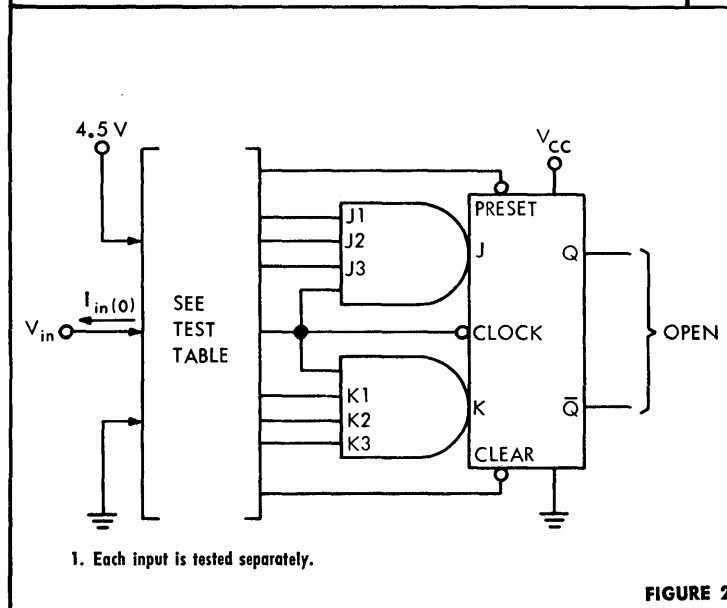 4.5 V
V CC
PRESET
J1
J2
J3
J
Q
I in(0)
V in
SEE
TEST
TABLE
CLOCK
OPEN
K1
K2
K3
K
Q̅
CLEAR
1. Each input is tested separately.
FIGURE 2